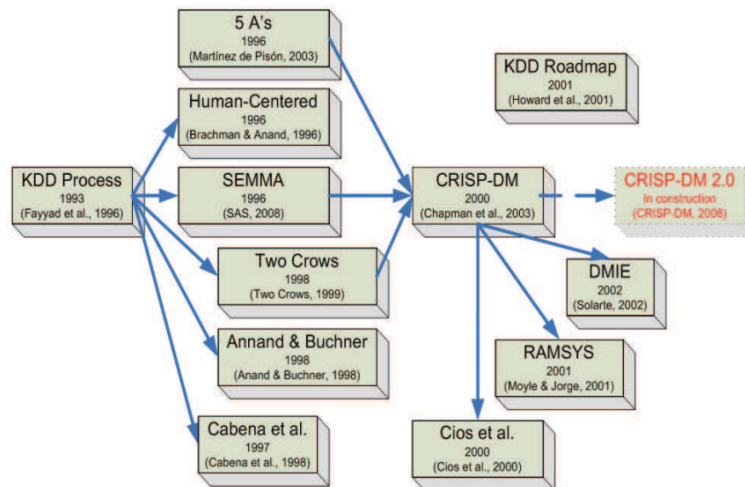 5 A's
1996
(Martínez de Pisón, 2003)
KDD Roadmap
2001
(Howard et al., 2001)
Human-Centered
1996
(Brachman & Anand, 1996)
KDD Process
1993
(Fayyad et al., 1996)
SEMMA
1996
(SAS, 2008)
CRISP-DM
2000
(Chapman et al., 2003)
CRISP-DM 2.0
In construction
(CRISP-DM, 2008)
Two Crows
1998
(Two Crows, 1999)
DMIE
2002
(Solarte, 2002)
Annand & Buchner
1998
(Anand & Buchner, 1998)
RAMSYS
2001
(Moyle & Jorge, 2001)
Cabena et al.
1997
(Cabena et al., 1998)
Cios et al.
2000
(Cios et al., 2000)